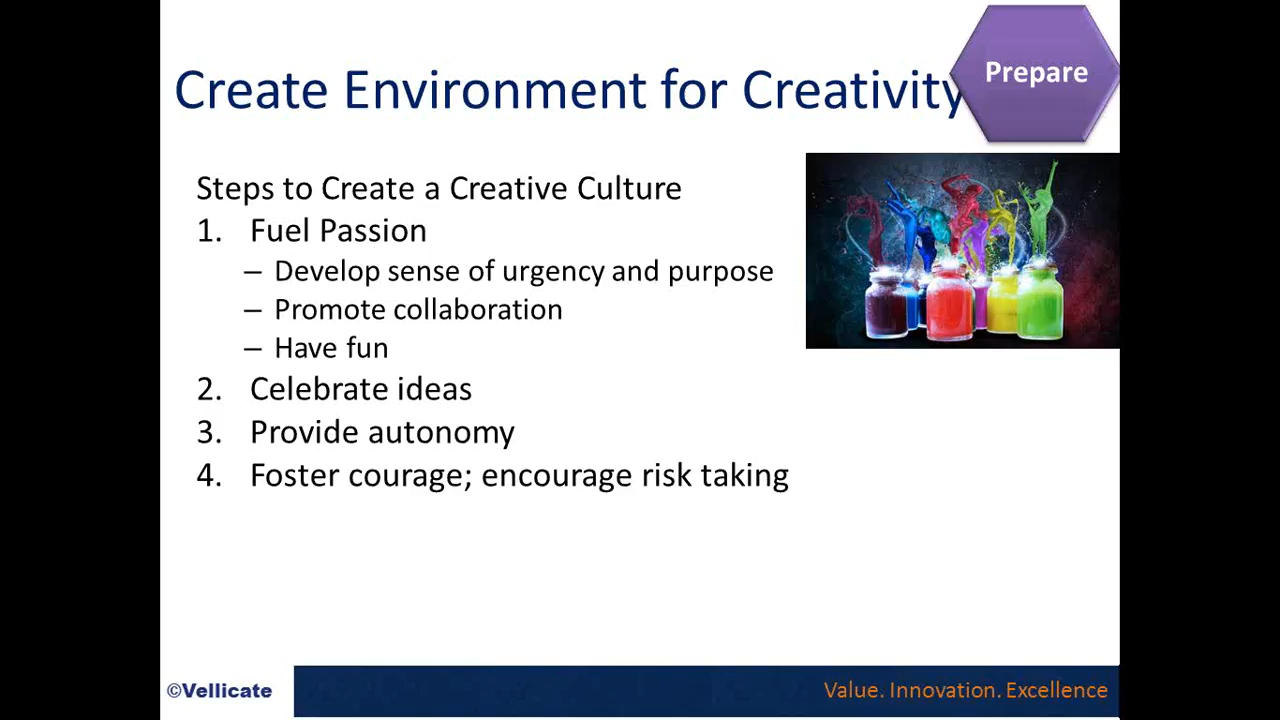 Prepare
Create Environment for Creativity
Steps to Create a Creative Culture
1. Fuel Passion
– Develop sense of urgency and purpose
– Promote collaboration
– Have fun
2. Celebrate ideas
3. Provide autonomy
4. Foster courage; encourage risk taking
©Vellicate
Value. Innovation. Excellence